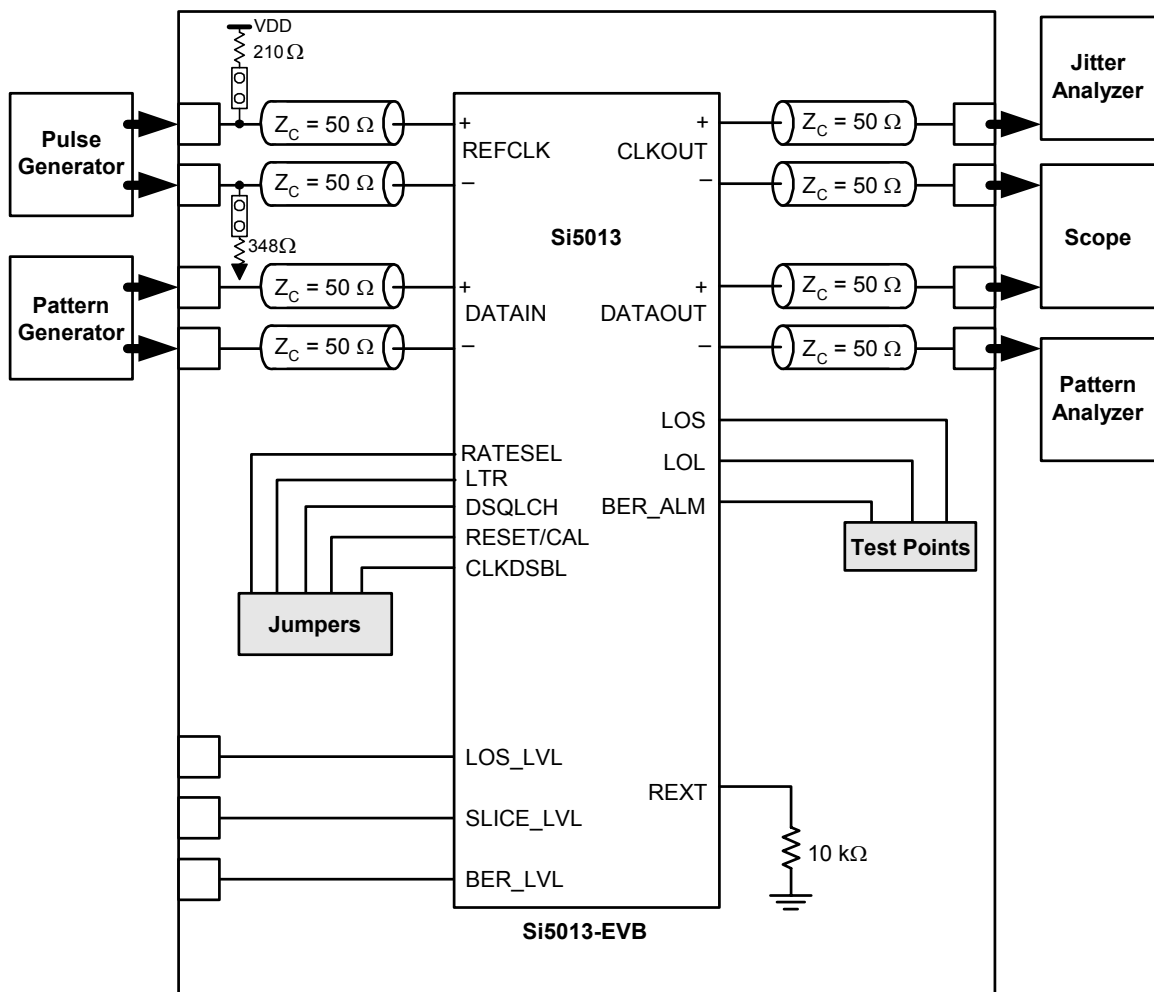 VDD
210 Ω
Pulse
Generator
Z_C = 50 Ω
+
REFCLK
Z_C = 50 Ω
–
348Ω
Pattern
Generator
Z_C = 50 Ω
+
DATAIN
Z_C = 50 Ω
–
Si5013
+
CLKOUT
Z_C = 50 Ω
–
Z_C = 50 Ω
+
DATAOUT
Z_C = 50 Ω
–
Z_C = 50 Ω
Jitter
Analyzer
Scope
Pattern
Analyzer
RATESEL
LTR
DSQLCH
RESET/CAL
CLKDSBL
Jumpers
LOS
LOL
BER_ALM
Test Points
LOS_LVL
SLICE_LVL
BER_LVL
REXT
10 kΩ
Si5013-EVB